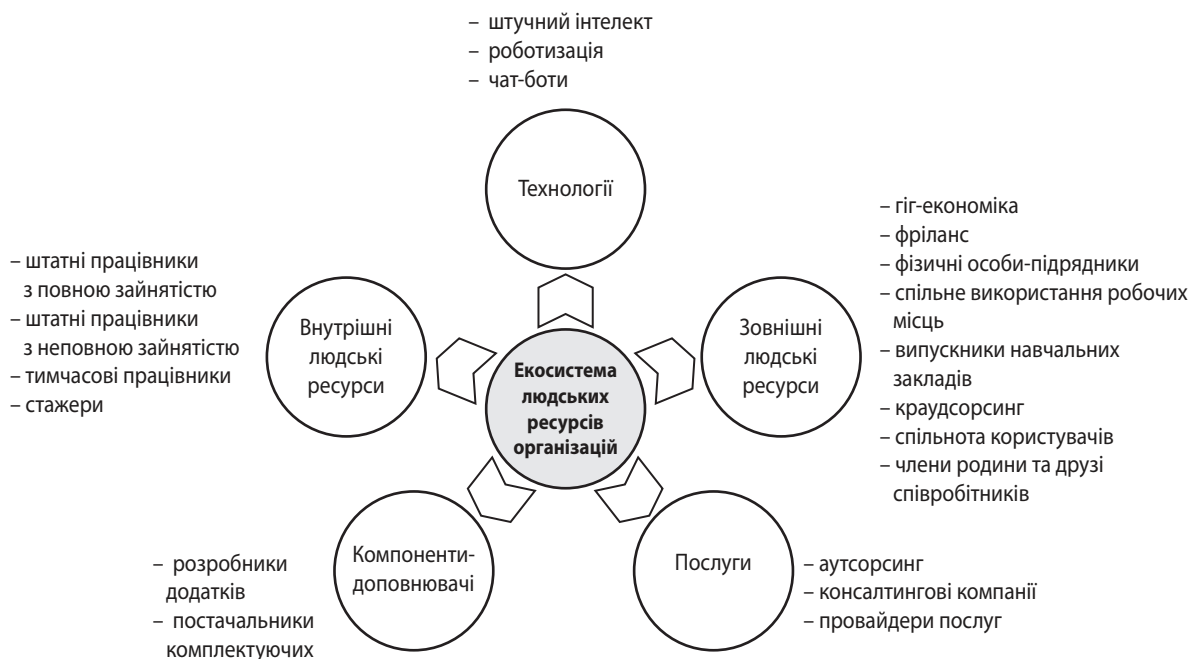 – штучний інтелект
– роботизація
– чат-боти
Технології
– гіг-економіка
– фріланс
– фізичні особи-підрядники
– спільне використання робочих
місць
– випускники навчальних
закладів
– краудсорсинг
– спільнота користувачів
– члени родини та друзі
співробітників
– штатні працівники
з повною зайнятістю
– штатні працівники
з неповною зайнятістю
– тимчасові працівники
– стажери
Внутрішні
людські
ресурси
Зовнішні
людські
ресурси
Екосистема
людських
ресурсів
організацій
– розробники
додатків
– постачальники
комплектуючих
Компоненти-
доповнювачі
Послуги
– аутсорсинг
– консалтингові компанії
– провайдери послуг